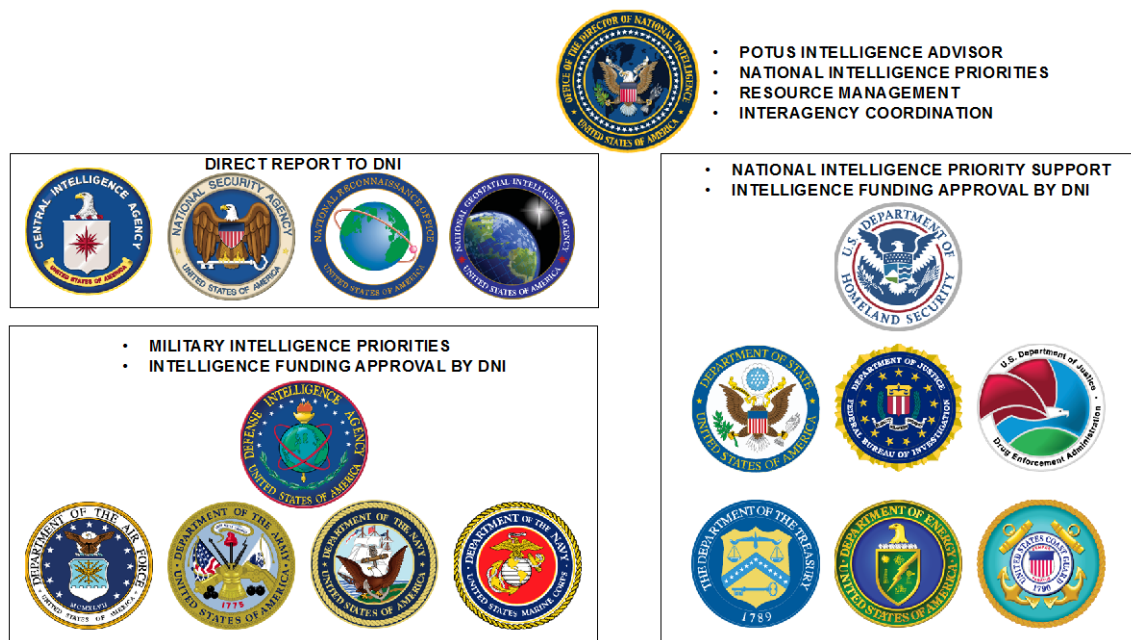 OFFICE OF THE DIRECTOR OF NATIONAL INTELLIGENCE
UNITED STATES OF AMERICA
• POTUS INTELLIGENCE ADVISOR
• NATIONAL INTELLIGENCE PRIORITIES
• RESOURCE MANAGEMENT
• INTERAGENCY COORDINATION
DIRECT REPORT TO DNI
CENTRAL INTELLIGENCE AGENCY
UNITED STATES OF AMERICA
NATIONAL SECURITY AGENCY
UNITED STATES OF AMERICA
NATIONAL RECONNAISSANCE OFFICE
UNITED STATES OF AMERICA
NATIONAL GEOSPATIAL INTELLIGENCE AGENCY
UNITED STATES OF AMERICA
• MILITARY INTELLIGENCE PRIORITIES
• INTELLIGENCE FUNDING APPROVAL BY DNI
DEFENSE INTELLIGENCE AGENCY
UNITED STATES OF AMERICA
DEPARTMENT OF THE AIR FORCE
MCMXLVII
UNITED STATES OF AMERICA
DEPARTMENT OF THE ARMY
1775
UNITED STATES OF AMERICA
DEPARTMENT OF THE NAVY
UNITED STATES OF AMERICA
DEPARTMENT OF THE NAVY
UNITED STATES MARINE CORPS
• NATIONAL INTELLIGENCE PRIORITY SUPPORT
• INTELLIGENCE FUNDING APPROVAL BY DNI
U.S. DEPARTMENT OF
HOMELAND SECURITY
DEPARTMENT OF STATE
UNITED STATES OF AMERICA
DEPARTMENT OF JUSTICE
FEDERAL BUREAU OF INVESTIGATION
U.S. Department of Justice
Drug Enforcement Administration
THE DEPARTMENT OF THE TREASURY
1789
DEPARTMENT OF ENERGY
UNITED STATES OF AMERICA
UNITED STATES COAST GUARD
1790